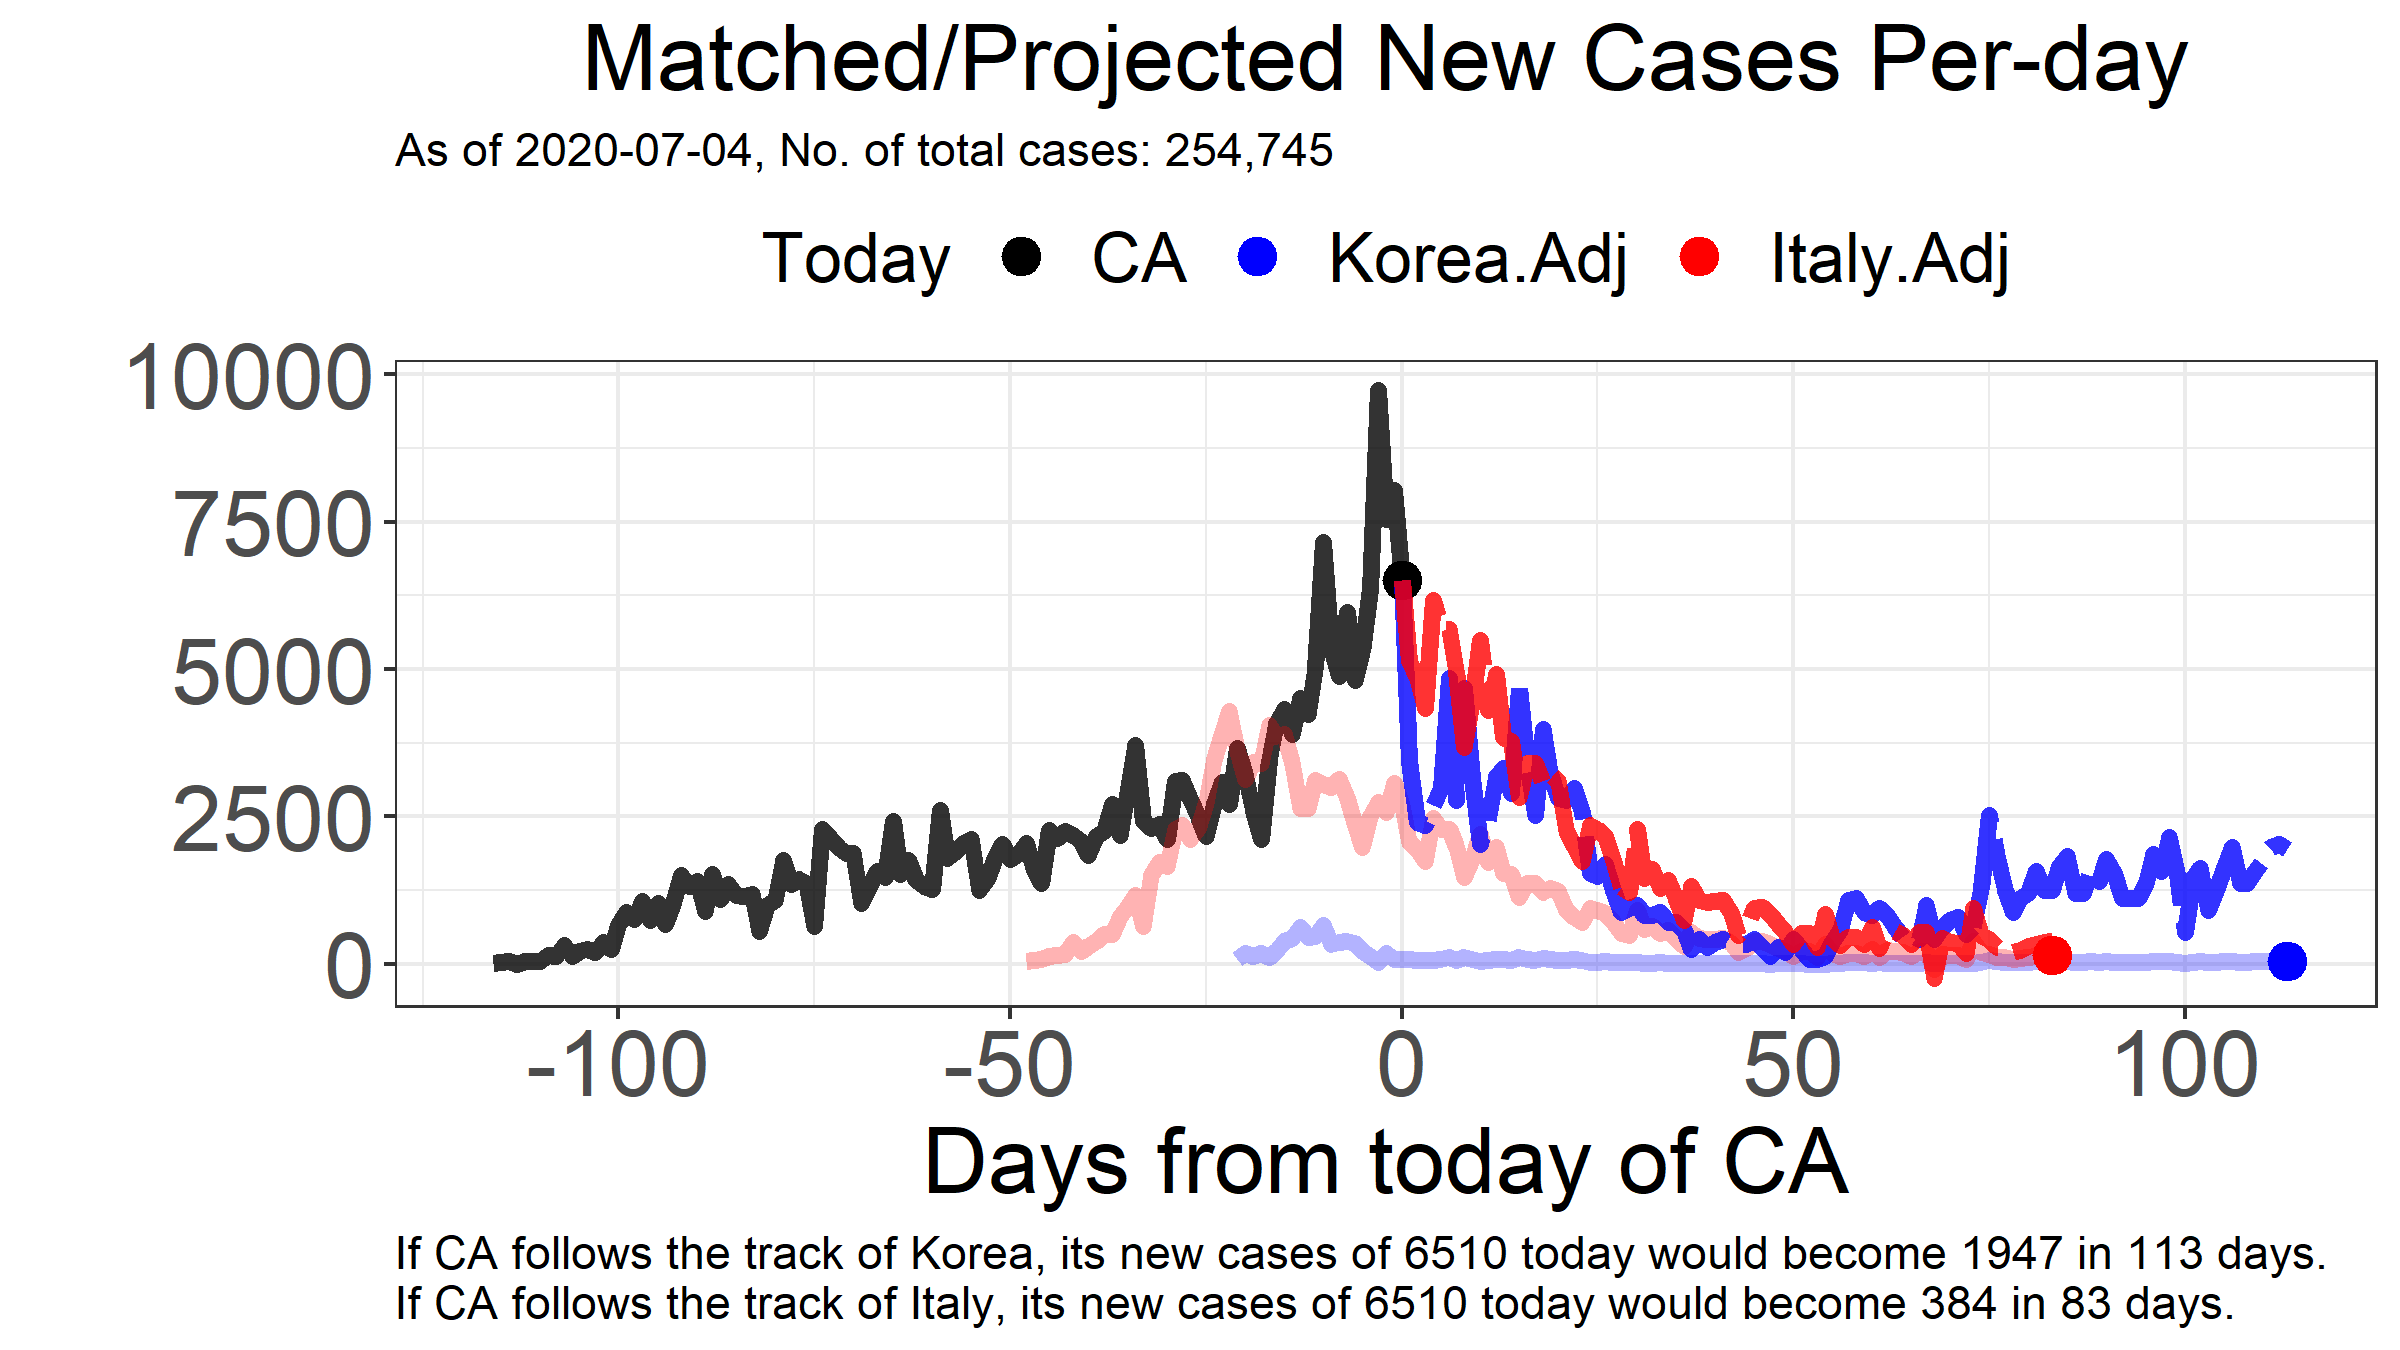 Matched/Projected New Cases Per-day
As of 2020-07-04, No. of total cases: 254,745
Today CA Korea.Adj Italy.Adj
10000
7500
5000
2500
0
-100 -50 0 50 100
Days from today of CA
If CA follows the track of Korea, its new cases of 6510 today would become 1947 in 113 days.
If CA follows the track of Italy, its new cases of 6510 today would become 384 in 83 days.